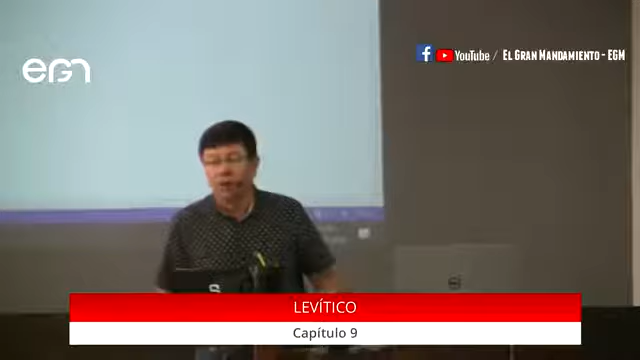 egm
YouTube / EL GRAN MANDAMIENTO - EGM
LEVÍTICO
Capítulo 9